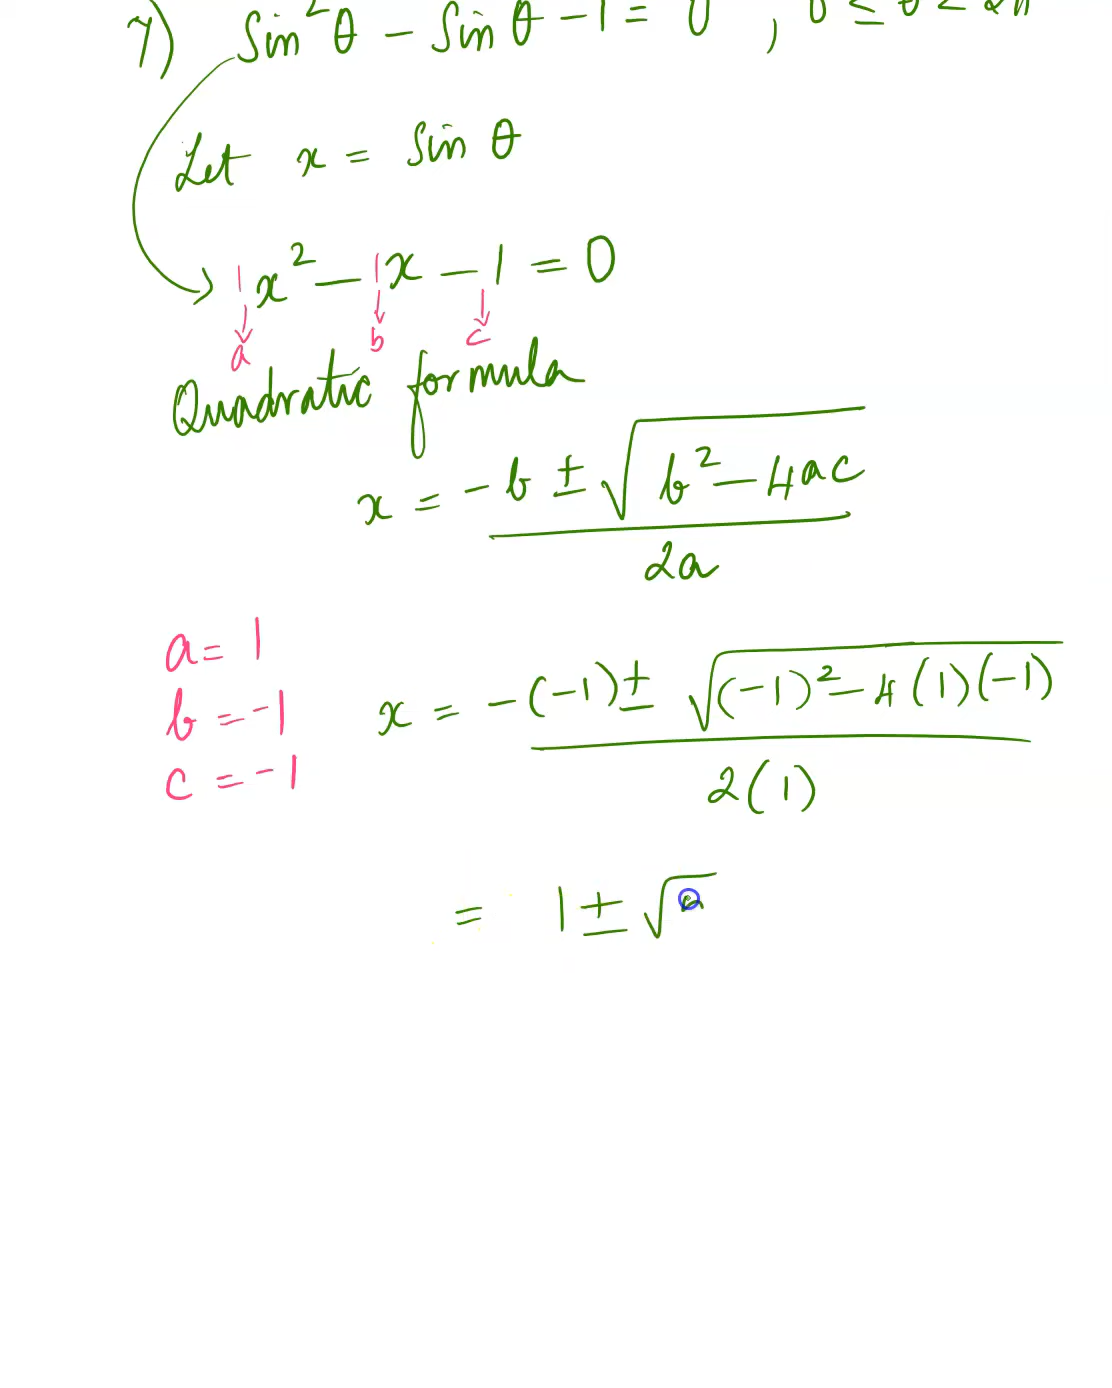 7) sin²θ - sin θ - 1 = 0 , 0 ≤ θ < 2π
Let x = sin θ
1x² - 1x - 1 = 0
a b c
Quadratic formula
x = -b ± √(b² - 4ac) / 2a
a = 1
b = -1
c = -1
x = -(-1) ± √((-1)² - 4(1)(-1)) / 2(1)
= 1 ± √